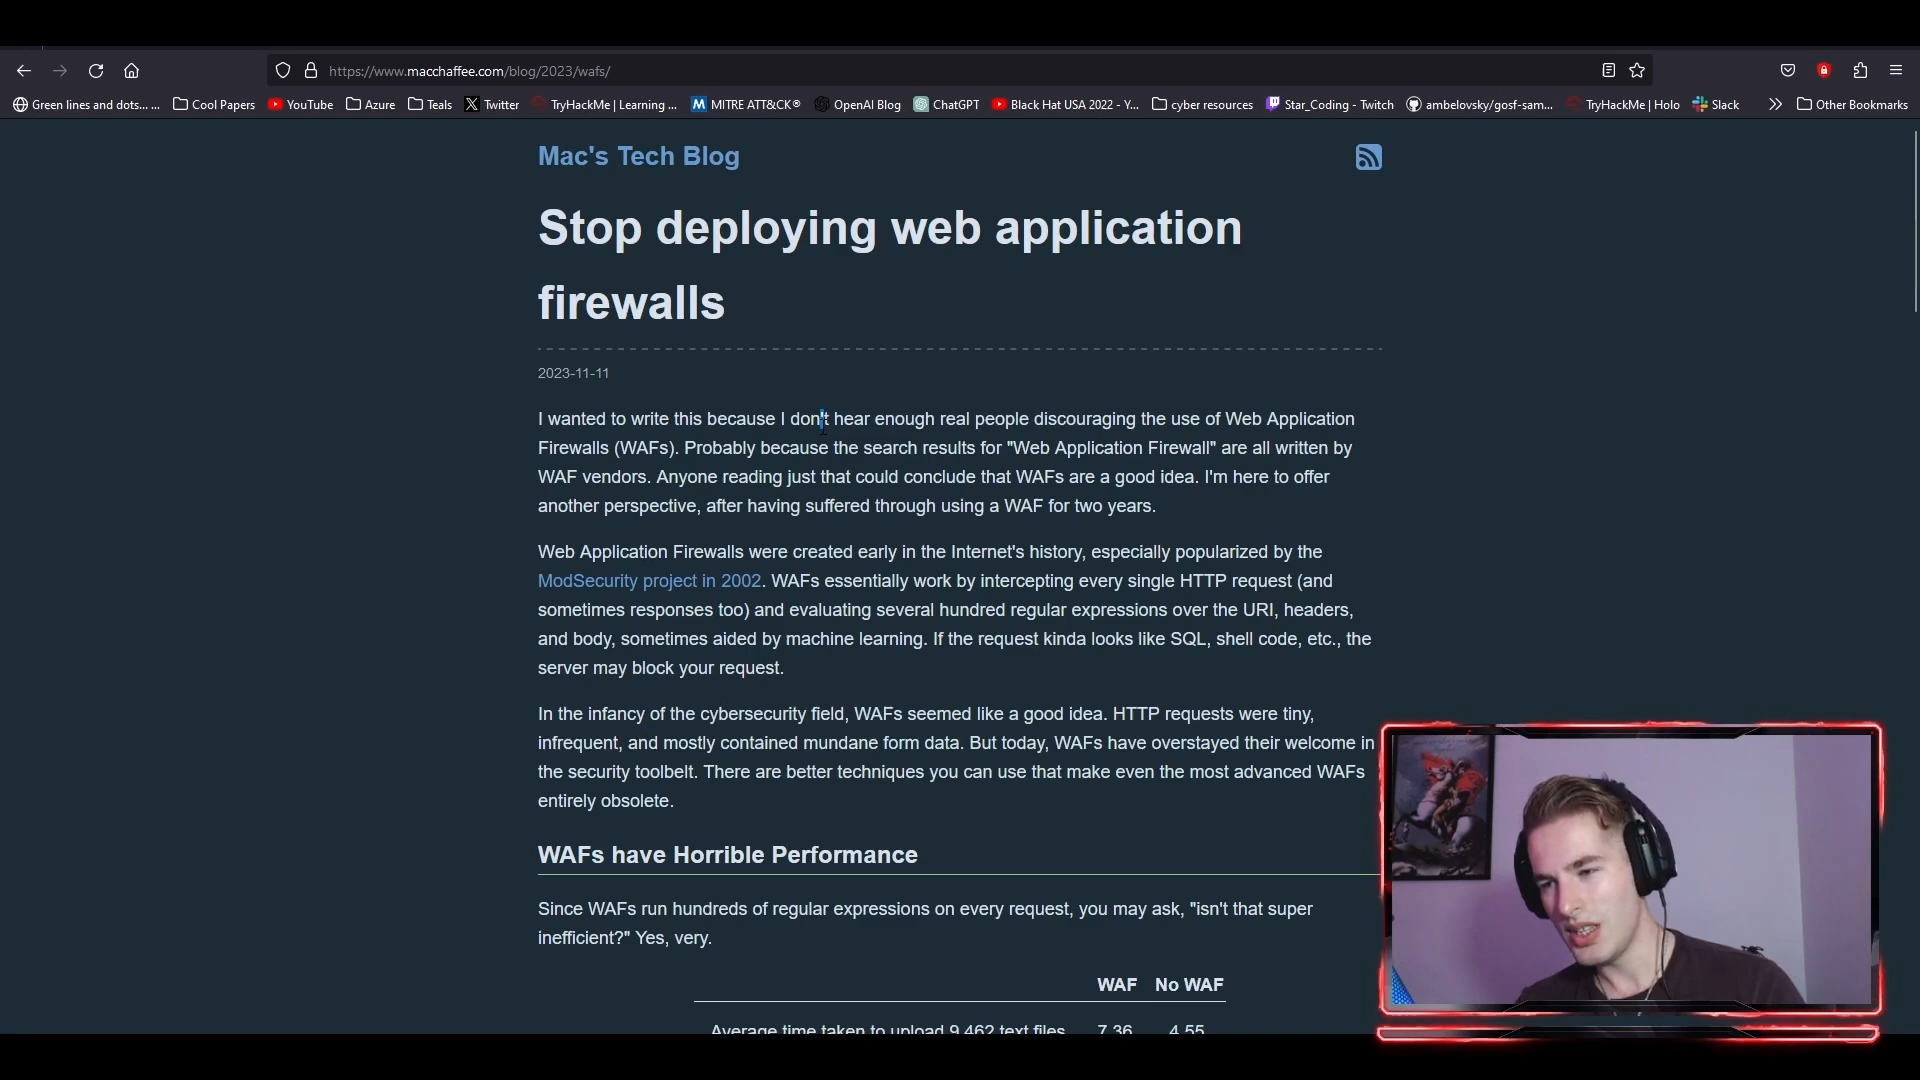 https://www.macchaffee.com/blog/2023/wafs/
Green lines and dots... ...
Cool Papers
YouTube
Azure
Teals
Twitter
TryHackMe | Learning ...
MITRE ATT&CK®
OpenAI Blog
ChatGPT
Black Hat USA 2022 - Y...
cyber resources
Star_Coding - Twitch
ambelovsky/gosf-sam...
TryHackMe | Holo
Slack
Other Bookmarks
Mac's Tech Blog
Stop deploying web application
firewalls
2023-11-11
I wanted to write this because I don't hear enough real people discouraging the use of Web Application
Firewalls (WAFs). Probably because the search results for "Web Application Firewall" are all written by
WAF vendors. Anyone reading just that could conclude that WAFs are a good idea. I'm here to offer
another perspective, after having suffered through using a WAF for two years.
Web Application Firewalls were created early in the Internet's history, especially popularized by the
ModSecurity project in 2002. WAFs essentially work by intercepting every single HTTP request (and
sometimes responses too) and evaluating several hundred regular expressions over the URI, headers,
and body, sometimes aided by machine learning. If the request kinda looks like SQL, shell code, etc., the
server may block your request.
In the infancy of the cybersecurity field, WAFs seemed like a good idea. HTTP requests were tiny,
infrequent, and mostly contained mundane form data. But today, WAFs have overstayed their welcome in
the security toolbelt. There are better techniques you can use that make even the most advanced WAFs
entirely obsolete.
WAFs have Horrible Performance
Since WAFs run hundreds of regular expressions on every request, you may ask, "isn't that super
inefficient?" Yes, very.
WAF No WAF
Average time taken to upload 9,462 text files 7.36 4.55